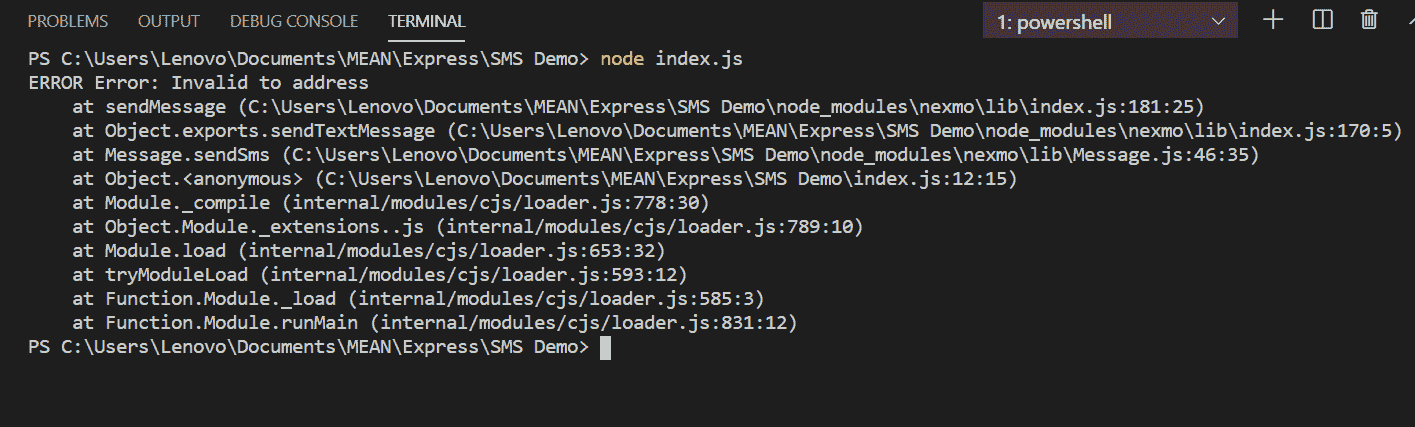 PROBLEMS OUTPUT DEBUG CONSOLE TERMINAL 1: powershell
PS C:\Users\Lenovo\Documents\MEAN\Express\SMS Demo> node index.js
ERROR Error: Invalid to address
    at sendMessage (C:\Users\Lenovo\Documents\MEAN\Express\SMS Demo\node_modules\nexmo\lib\index.js:181:25)
    at Object.exports.sendTextMessage (C:\Users\Lenovo\Documents\MEAN\Express\SMS Demo\node_modules\nexmo\lib\index.js:170:5)
    at Message.sendSms (C:\Users\Lenovo\Documents\MEAN\Express\SMS Demo\node_modules\nexmo\lib\Message.js:46:35)
    at Object.<anonymous> (C:\Users\Lenovo\Documents\MEAN\Express\SMS Demo\index.js:12:15)
    at Module._compile (internal/modules/cjs/loader.js:778:30)
    at Object.Module._extensions..js (internal/modules/cjs/loader.js:789:10)
    at Module.load (internal/modules/cjs/loader.js:653:32)
    at tryModuleLoad (internal/modules/cjs/loader.js:593:12)
    at Function.Module._load (internal/modules/cjs/loader.js:585:3)
    at Function.Module.runMain (internal/modules/cjs/loader.js:831:12)
PS C:\Users\Lenovo\Documents\MEAN\Express\SMS Demo>